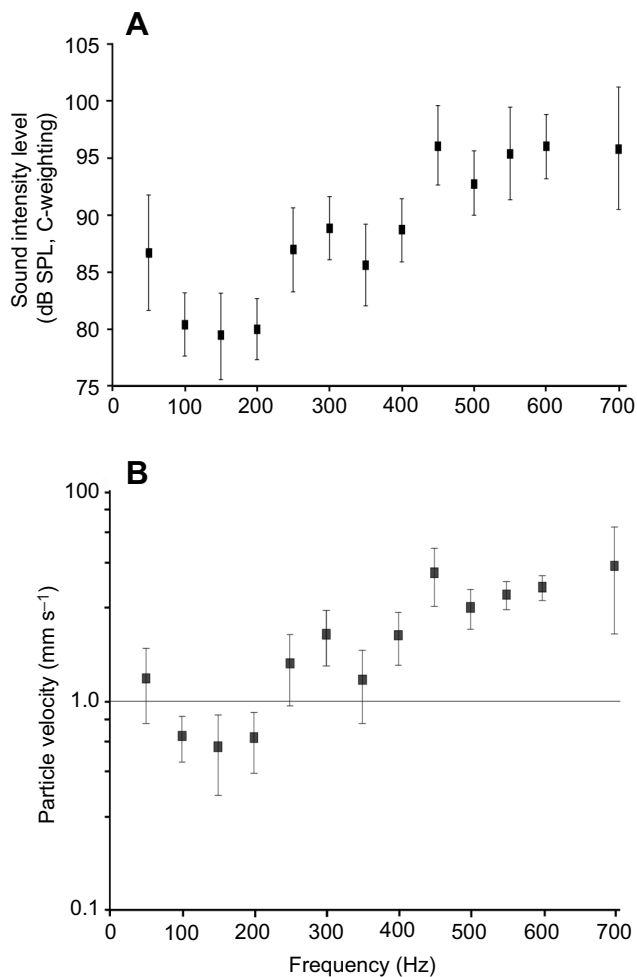 A
105
100
95
90
85
80
75
Sound intensity level
(dB SPL, C-weighting)
0 100 200 300 400 500 600 700
B
100
1.0
0.1
Particle velocity (mm s–1)
0 100 200 300 400 500 600 700
Frequency (Hz)